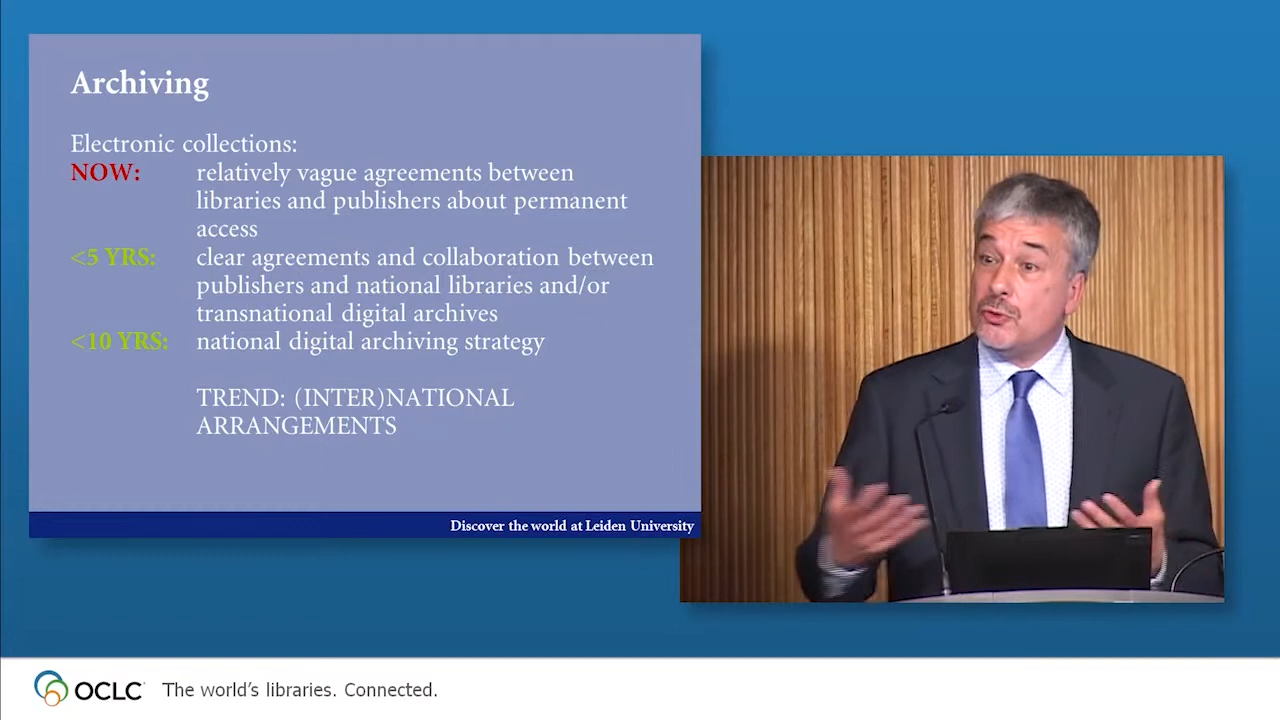 Archiving
Electronic collections:
NOW: relatively vague agreements between
libraries and publishers about permanent
access
<5 YRS: clear agreements and collaboration between
publishers and national libraries and/or
transnational digital archives
<10 YRS: national digital archiving strategy
TREND: (INTER)NATIONAL
ARRANGEMENTS
Discover the world at Leiden University
OCLC The world's libraries. Connected.